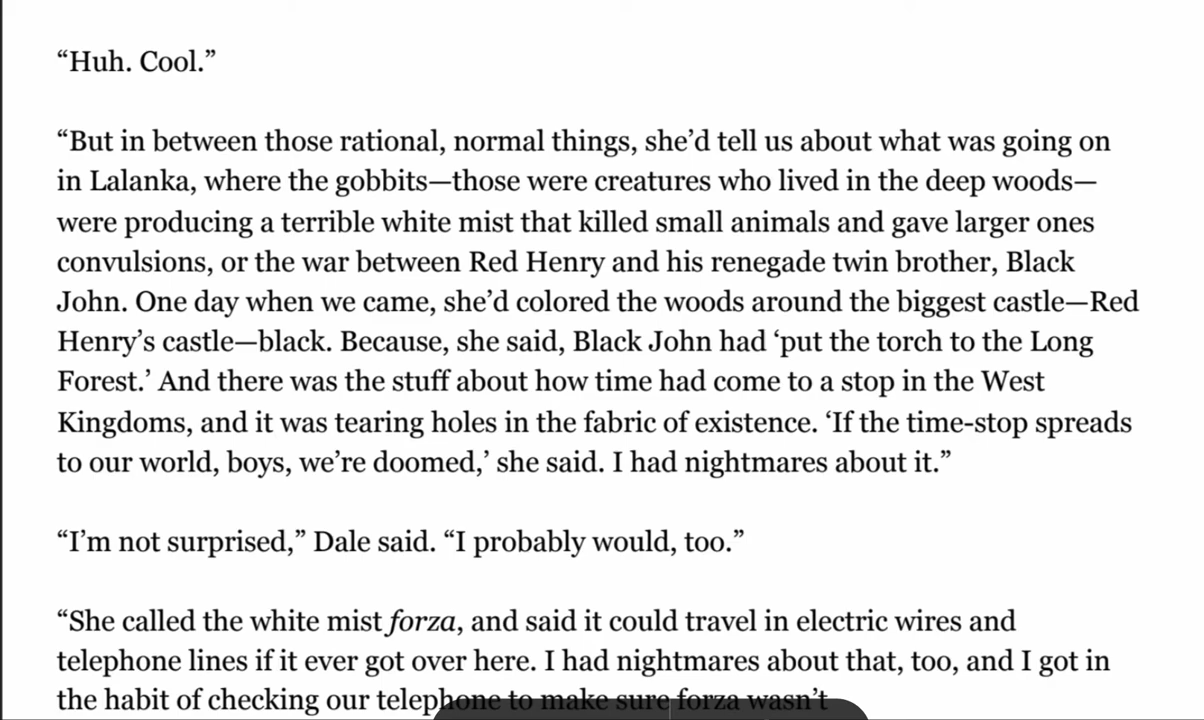 “Huh. Cool.”
“But in between those rational, normal things, she’d tell us about what was going on
in Lalanka, where the gobbits—those were creatures who lived in the deep woods—
were producing a terrible white mist that killed small animals and gave larger ones
convulsions, or the war between Red Henry and his renegade twin brother, Black
John. One day when we came, she’d colored the woods around the biggest castle—Red
Henry’s castle—black. Because, she said, Black John had ‘put the torch to the Long
Forest.’ And there was the stuff about how time had come to a stop in the West
Kingdoms, and it was tearing holes in the fabric of existence. ‘If the time-stop spreads
to our world, boys, we’re doomed,’ she said. I had nightmares about it.”
“I’m not surprised,” Dale said. “I probably would, too.”
“She called the white mist forza, and said it could travel in electric wires and
telephone lines if it ever got over here. I had nightmares about that, too, and I got in
the habit of checking our telephone to make sure forza wasn’t